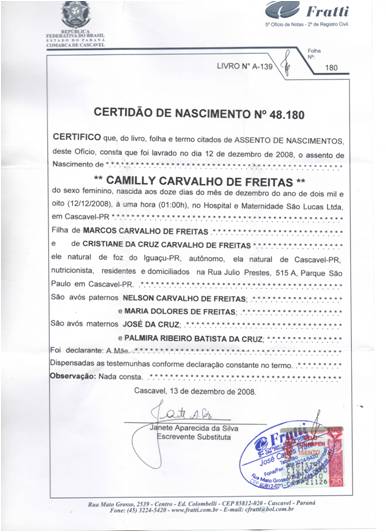 REPÚBLICA
FEDERATIVA DO BRASIL
ESTADO DO PARANÁ
COMARCA DE CASCAVEL
Fratti
5º Ofício de Notas - 2º de Registro Civil
Folha
Nº:
LIVRO N° A-139
180
CERTIDÃO DE NASCIMENTO Nº 48.180
CERTIFICO que, do livro, folha e termo citados de ASSENTO DE NASCIMENTOS,
deste Ofício, consta que foi lavrado no dia 12 de dezembro de 2008, o assento de
Nascimento de
** CAMILLY CARVALHO DE FREITAS **
do sexo feminino, nascida aos doze dias do mês de dezembro do ano de dois mil e
oito (12/12/2008), à uma hora (01:00h), no Hospital e Maternidade São Lucas Ltda,
em Cascavel-PR
Filha de MARCOS CARVALHO DE FREITAS
e de CRISTIANE DA CRUZ CARVALHO DE FREITAS
ele natural de foz do Iguaçu-PR, autônomo, ela natural de Cascavel-PR,
nutricionista, residentes e domiciliados na Rua Julio Prestes, 515 A, Parque São
Paulo em Cascavel-PR.
São avós paternos NELSON CARVALHO DE FREITAS;
e MARIA DOLORES DE FREITAS;
São avós maternos JOSÉ DA CRUZ;
e PALMIRA RIBEIRO BATISTA DA CRUZ;
Foi declarante: A Mãe.
Dispensadas as testemunhas conforme declaração constante no termo.
Observação: Nada consta.
Cascavel, 13 de dezembro de 2008.
Janete Aparecida da Silva
Escrevente Substituta
Fratti
Rua Mato Grosso, 2539 - Centro - Ed. Colombelli - CEP 85812-020 - Cascavel - Paraná
Fone: (45) 3224-5420 - www.fratti.com.br - E-mail: cfratti@bol.com.br